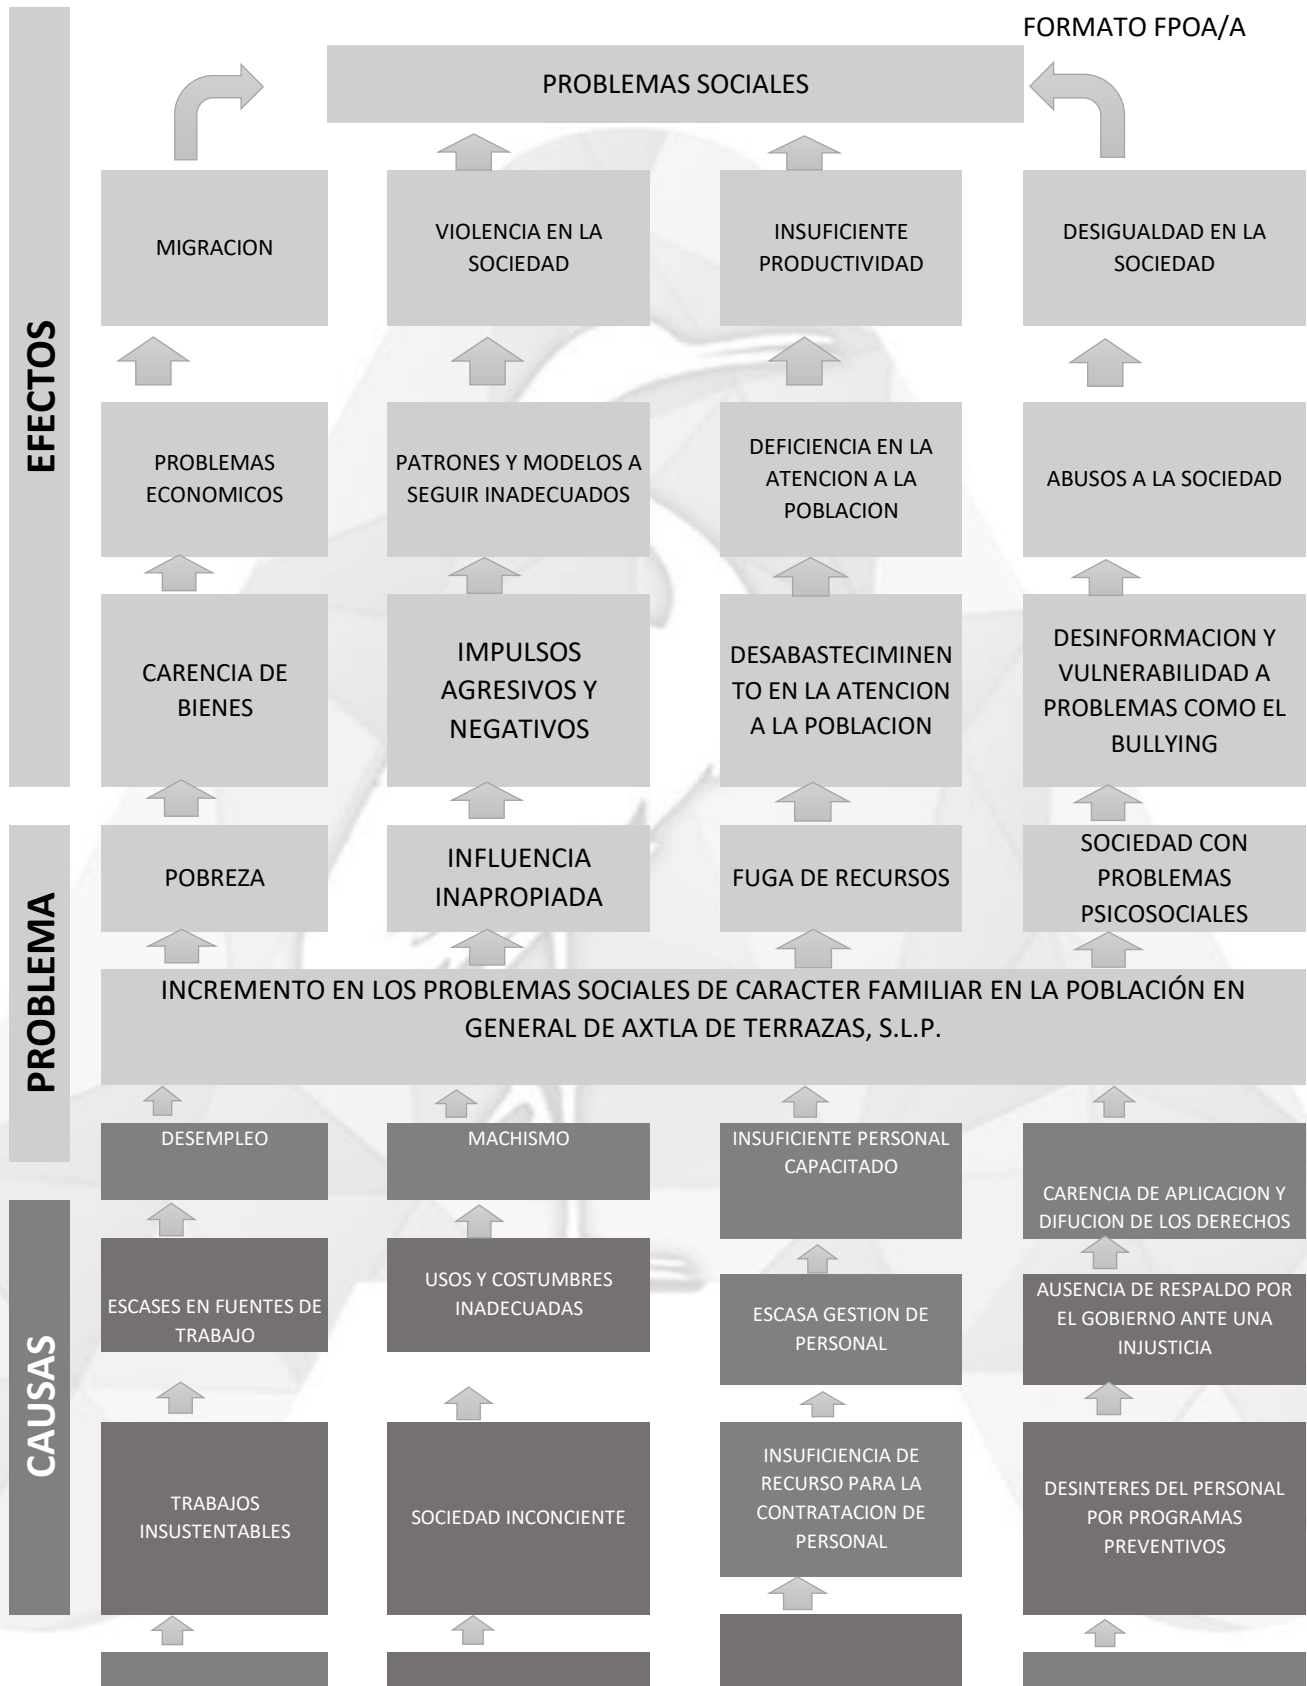 FORMATO FPOA/A
PROBLEMAS SOCIALES
EFECTOS
MIGRACION
VIOLENCIA EN LA
SOCIEDAD
INSUFICIENTE
PRODUCTIVIDAD
DESIGUALDAD EN LA
SOCIEDAD
PROBLEMAS
ECONOMICOS
PATRONES Y MODELOS A
SEGUIR INADECUADOS
DEFICIENCIA EN LA
ATENCION A LA
POBLACION
ABUSOS A LA SOCIEDAD
CARENCIA DE
BIENES
IMPULSOS
AGRESIVOS Y
NEGATIVOS
DESABASTECIMINEN
TO EN LA ATENCION
A LA POBLACION
DESINFORMACION Y
VULNERABILIDAD A
PROBLEMAS COMO EL
BULLYING
PROBLEMA
POBREZA
INFLUENCIA
INAPROPIADA
FUGA DE RECURSOS
SOCIEDAD CON
PROBLEMAS
PSICOSOCIALES
INCREMENTO EN LOS PROBLEMAS SOCIALES DE CARACTER FAMILIAR EN LA POBLACIÓN EN
GENERAL DE AXTLA DE TERRAZAS, S.L.P.
DESEMPLEO
MACHISMO
INSUFICIENTE PERSONAL
CAPACITADO
CARENCIA DE APLICACION Y
DIFUCION DE LOS DERECHOS
CAUSAS
ESCASES EN FUENTES DE
TRABAJO
USOS Y COSTUMBRES
INADECUADAS
ESCASA GESTION DE
PERSONAL
AUSENCIA DE RESPALDO POR
EL GOBIERNO ANTE UNA
INJUSTICIA
TRABAJOS
INSUSTENTABLES
SOCIEDAD INCONCIENTE
INSUFICIENCIA DE
RECURSO PARA LA
CONTRATACION DE
PERSONAL
DESINTERES DEL PERSONAL
POR PROGRAMAS
PREVENTIVOS